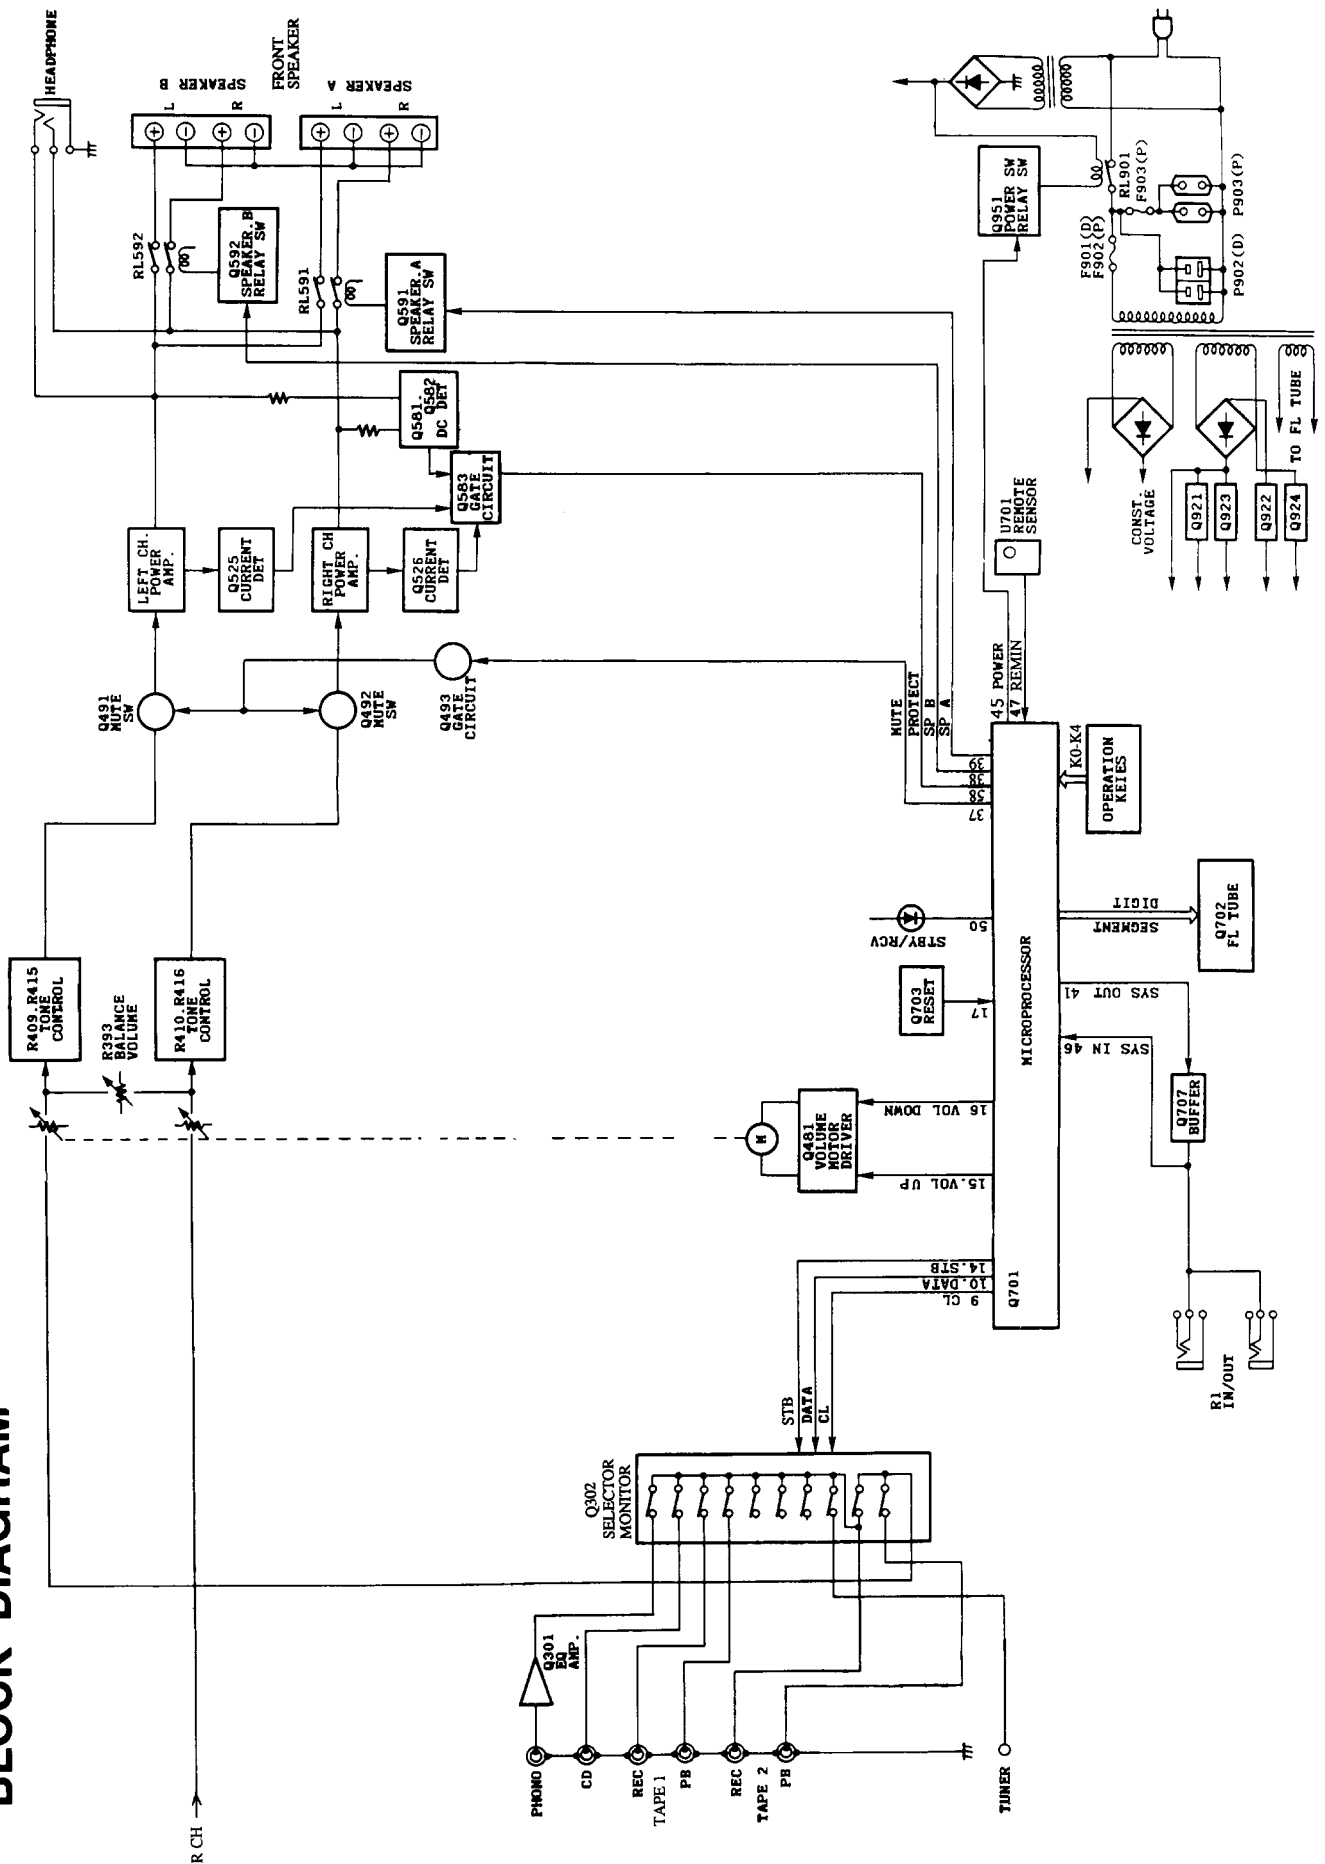 BLOCK DIAGRAM
R CH
PHONO
CD
REC
TAPE 1
PB
REC
TAPE 2
PB
TUNER
Q301
EQ
AMP.
Q302
SELECTOR
MONITOR
STB
DATA
CL
R409.R415
TONE
CONTROL
R393
BALANCE
VOLUME
R410.R416
TONE
CONTROL
M
Q481
VOLUME
MOTOR
DRIVER
15.VOL UP
16 VOL DOWN
14.STB
10.DATA
9 CL
Q701
MICROPROCESSOR
Q703
RESET
17
STBY/RCV
50
37
58
38
39
MUTE
PROTECT
SP B
SP A
45 POWER
47 REMIN
K0-K4
OPERATION
KEIES
DIGIT
SEGMENT
Q702
FL TUBE
SYS OUT 41
SYS IN 46
Q707
BUFFER
R1
IN/OUT
Q491
MUTE
SW
Q492
MUTE
SW
Q493
GATE
CIRCUIT
LEFT CH.
POWER
AMP.
Q525
CURRENT
DET
RIGHT CH
POWER
AMP.
Q526
CURRENT
DET
Q583
GATE
CIRCUIT
Q581.
Q582
DC DET
RL592
Q592
SPEAKER.B
RELAY SW
RL591
Q591
SPEAKER.A
RELAY SW
HEADPHONE
L
SPEAKER B
R
FRONT
SPEAKER
L
SPEAKER A
R
U701
REMOTE
SENSOR
Q951
POWER SW
RELAY SW
RL901
F903(P)
F901(D)
F902(P)
P903(P)
P902(D)
CONST.
VOLTAGE
Q921
Q923
Q922
Q924
TO FL TUBE